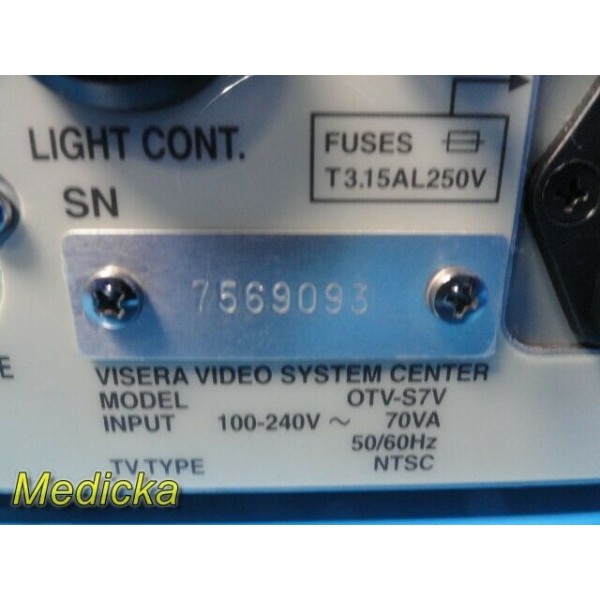 LIGHT CONT.
FUSES
T3.15AL250V
SN
7569093
E
VISERA VIDEO SYSTEM CENTER
MODEL OTV-S7V
INPUT 100-240V ~ 70VA
50/60Hz
TV TYPE NTSC
Medicka